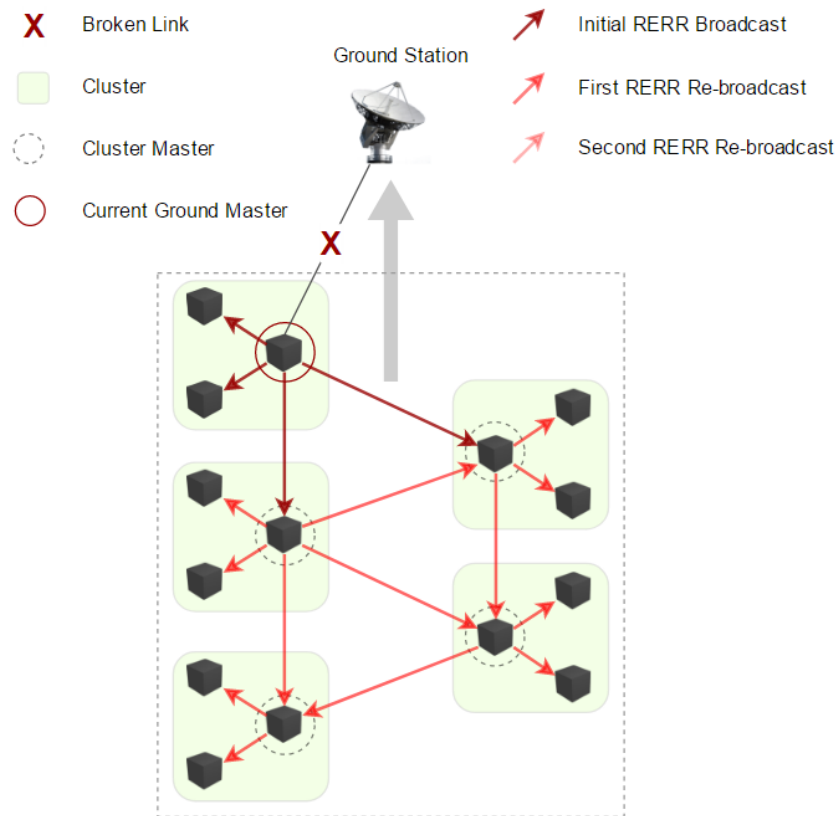 X Broken Link
Cluster
Cluster Master
Current Ground Master
Ground Station
Initial RERR Broadcast
First RERR Re-broadcast
Second RERR Re-broadcast
X